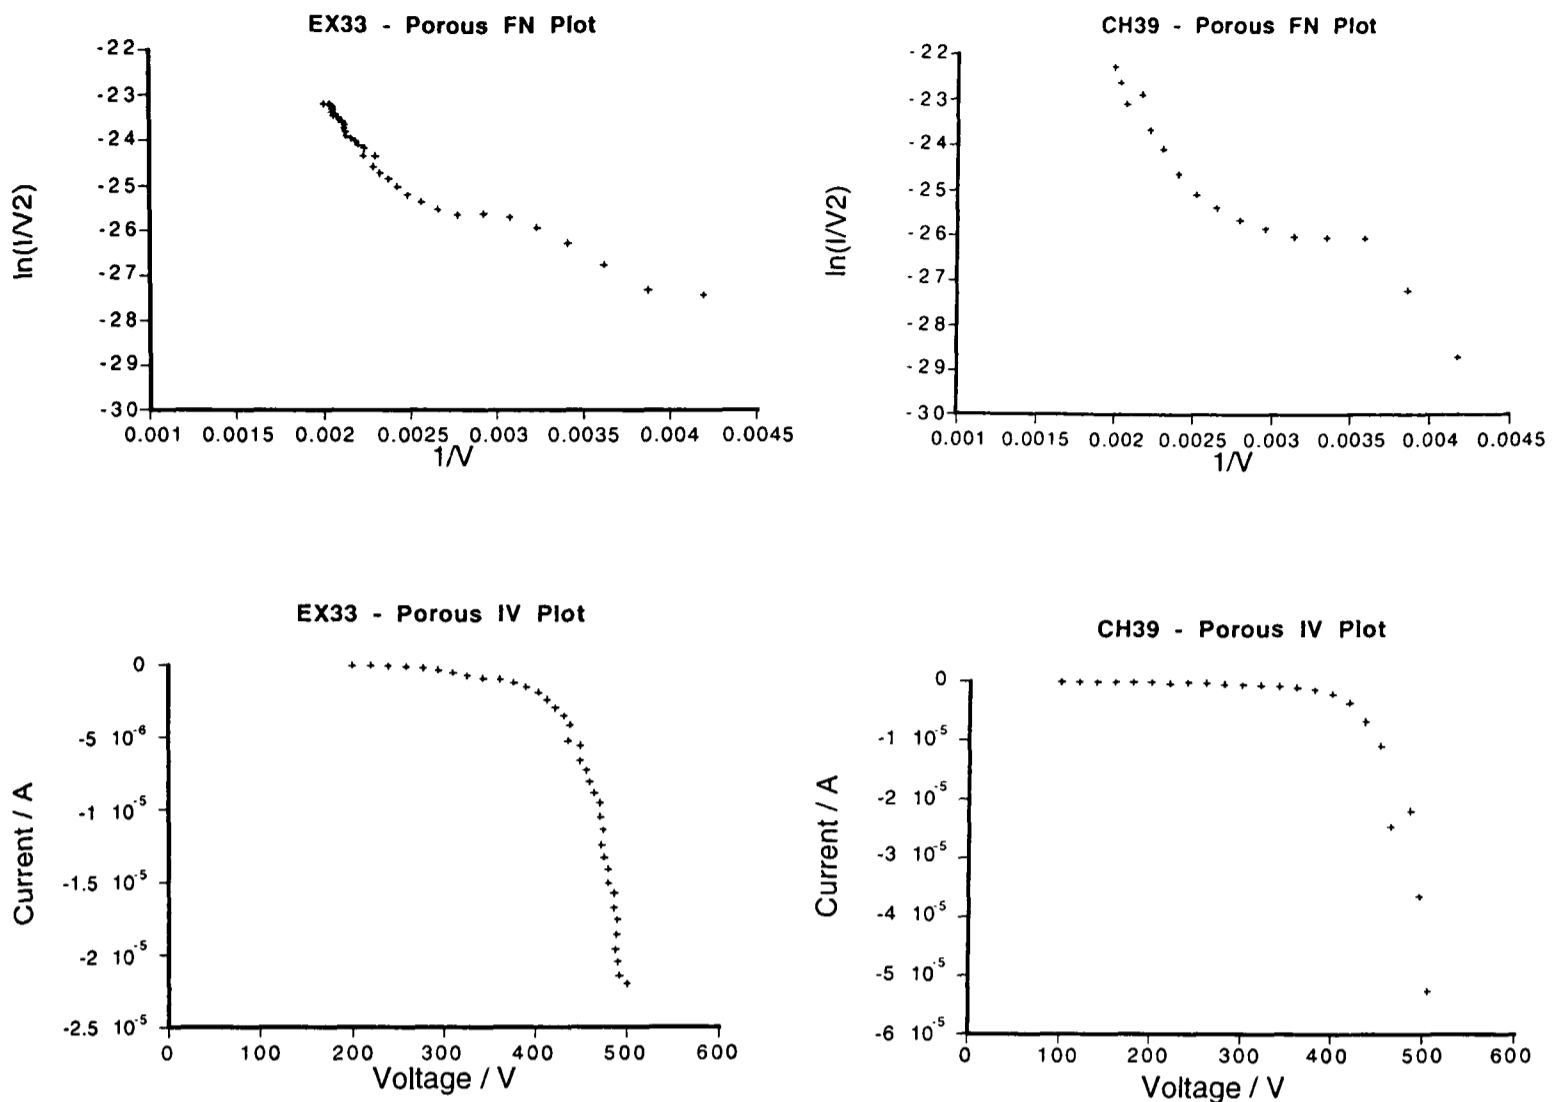 EX33 - Porous FN Plot
-22
-23
-24
-25
-26
-27
-28
-29
-30
ln(I/V2)
0.001 0.0015 0.002 0.0025 0.003 0.0035 0.004 0.0045
1/V
CH39 - Porous FN Plot
-22
-23
-24
-25
-26
-27
-28
-29
-30
ln(I/V2)
0.001 0.0015 0.002 0.0025 0.003 0.0035 0.004 0.0045
1/V
EX33 - Porous IV Plot
0
-5 10-6
-1 10-5
-1.5 10-5
-2 10-5
-2.5 10-5
Current / A
0 100 200 300 400 500 600
Voltage / V
CH39 - Porous IV Plot
0
-1 10-5
-2 10-5
-3 10-5
-4 10-5
-5 10-5
-6 10-5
Current / A
0 100 200 300 400 500 600
Voltage / V